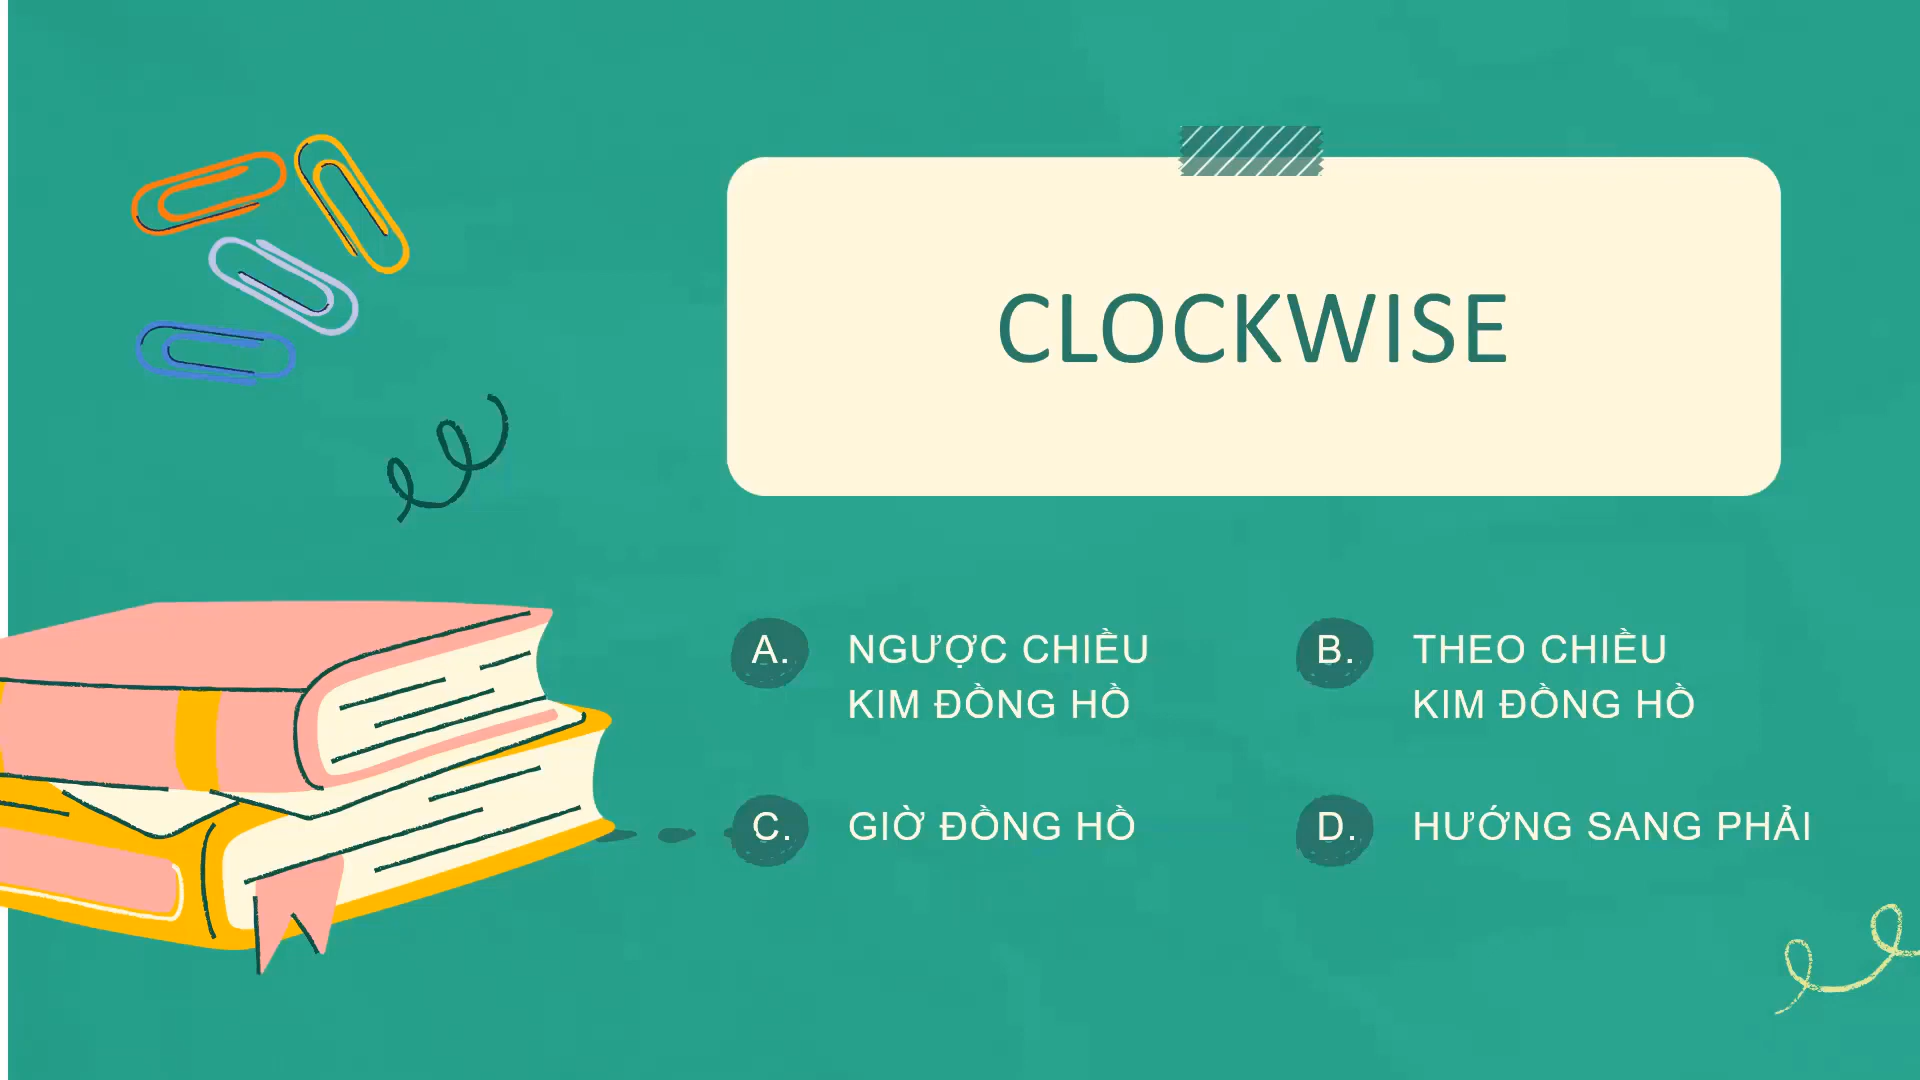 CLOCKWISE
A. NGƯỢC CHIỀU
KIM ĐỒNG HỒ
B. THEO CHIỀU
KIM ĐỒNG HỒ
C. GIỜ ĐỒNG HỒ
D. HƯỚNG SANG PHẢI